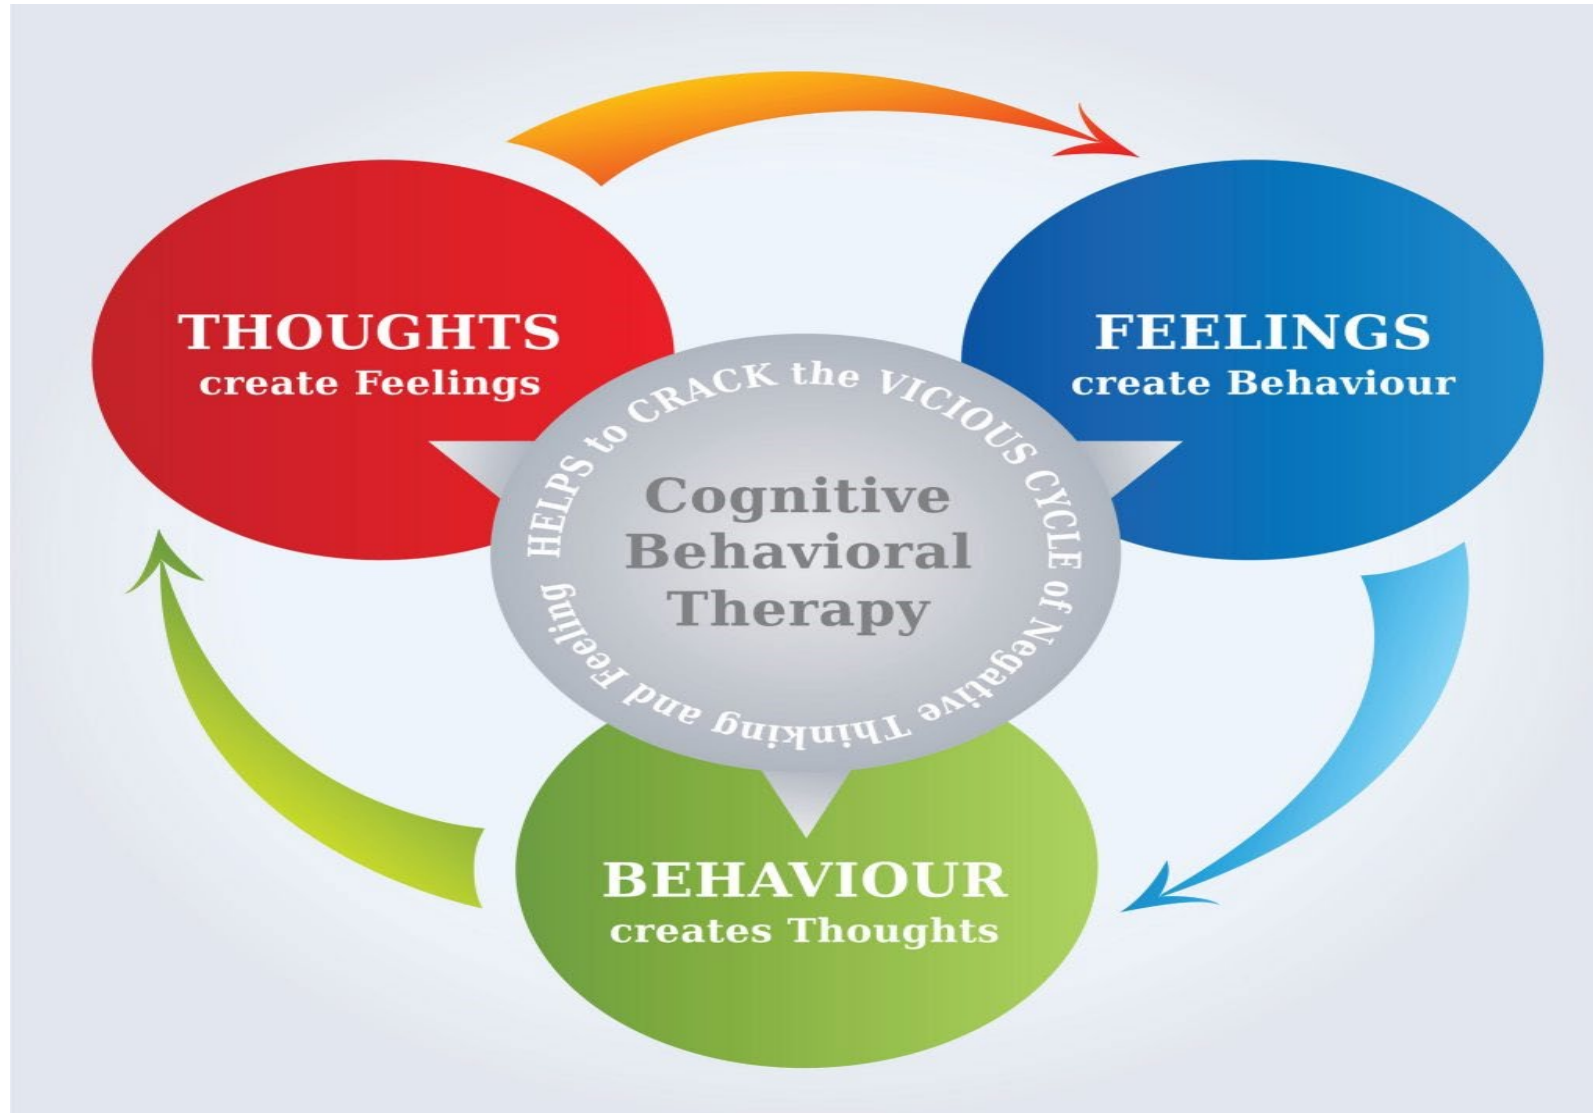 THOUGHTS
create Feelings
FEELINGS
create Behaviour
HELPS to CRACK the VICIOUS CYCLE of Negative Thinking and Feeling
Cognitive
Behavioral
Therapy
BEHAVIOUR
creates Thoughts